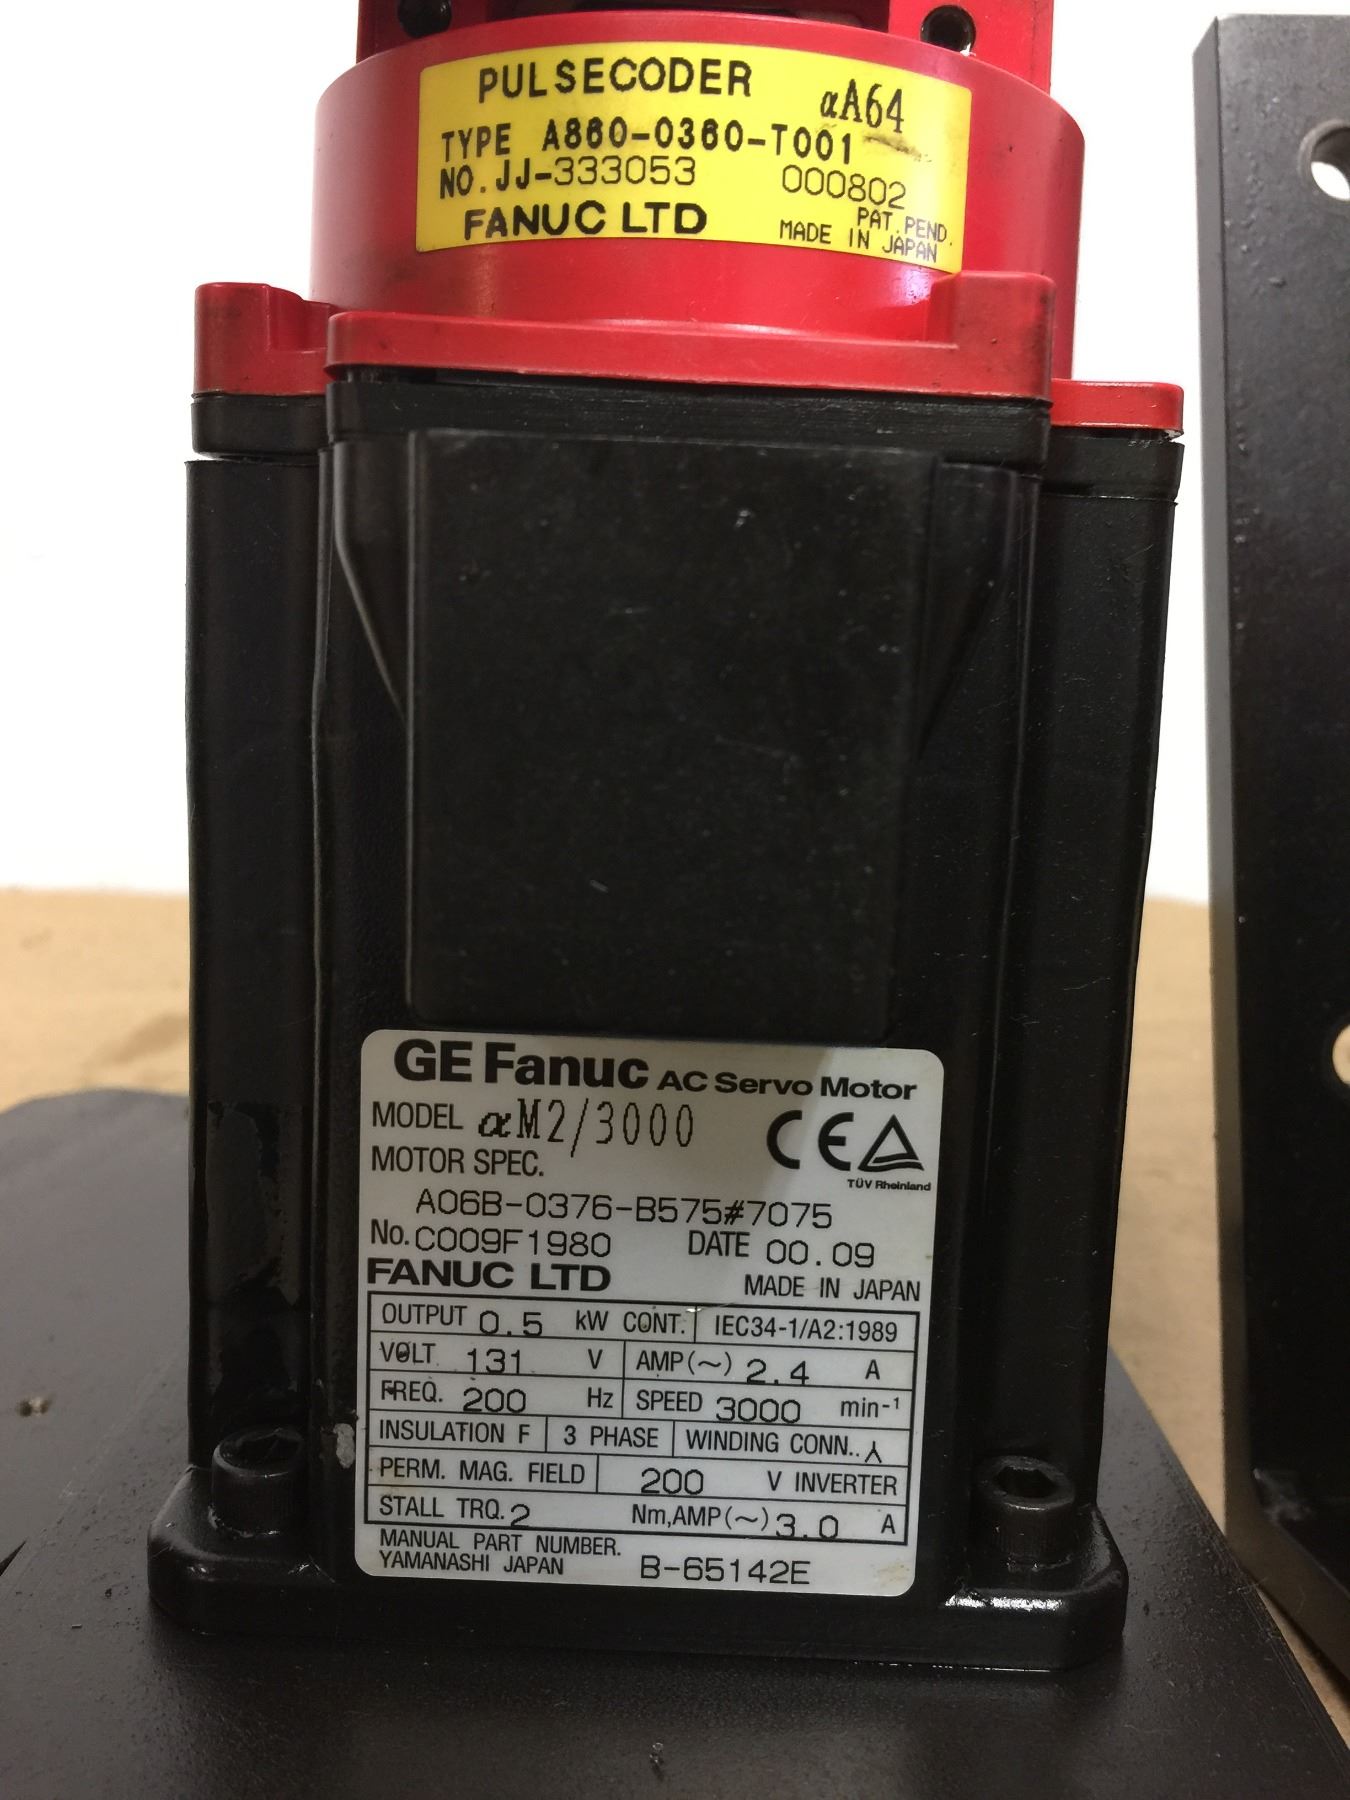 PULSECODER αA64
TYPE A860-0360-T001
NO. JJ-333053 000802
FANUC LTD PAT. PEND.
MADE IN JAPAN
GE Fanuc AC Servo Motor
MODEL αM2/3000 CE
MOTOR SPEC. TÜV Rheinland
A06B-0376-B575#7075
No. C009F1980 DATE 00.09
FANUC LTD MADE IN JAPAN
OUTPUT 0.5 kW CONT. IEC34-1/A2:1989
VOLT 131 V AMP(~) 2.4 A
FREQ. 200 Hz SPEED 3000 min-¹
INSULATION F 3 PHASE WINDING CONN..
PERM. MAG. FIELD 200 V INVERTER
STALL TRQ. 2 Nm,AMP(~) 3.0 A
MANUAL PART NUMBER.
YAMANASHI JAPAN B-65142E